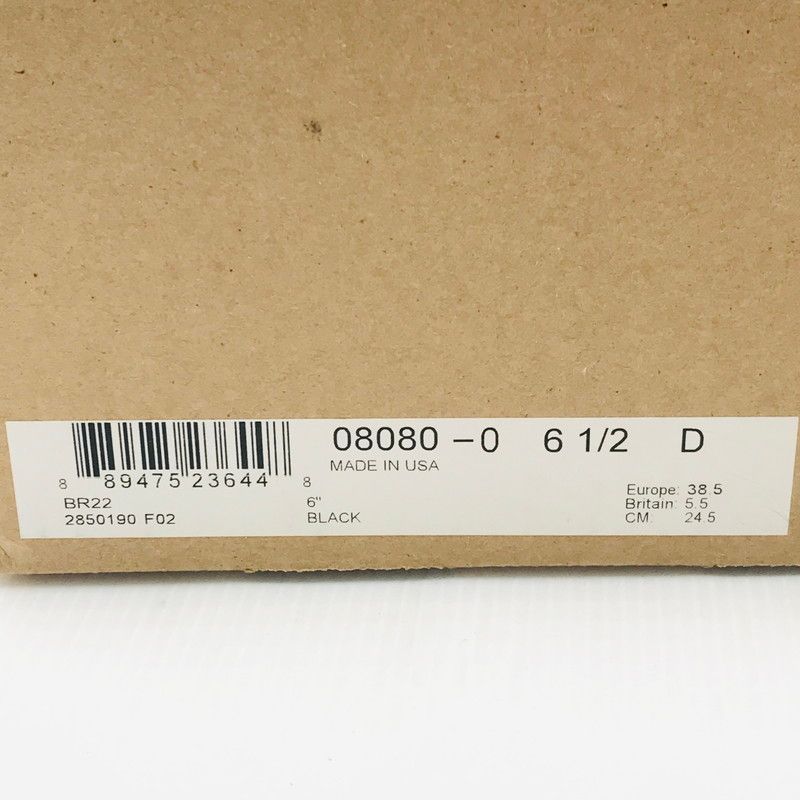 08080 – 0 6 1/2 D
MADE IN USA
8 89475 23644 8
BR22
2850190 F02
6"
BLACK
Europe: 38.5
Britain: 5.5
CM: 24.5